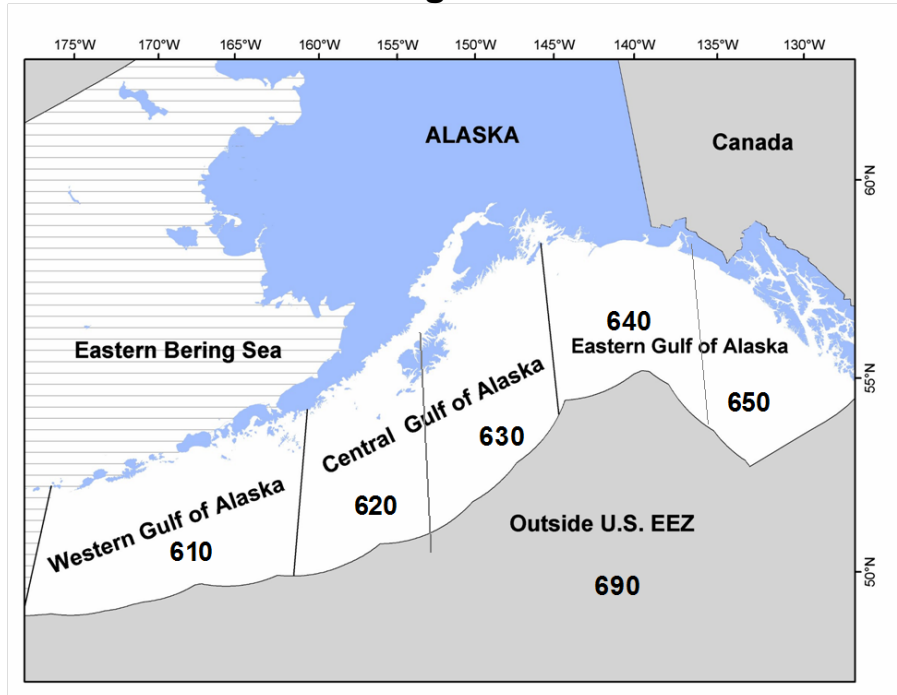 175°W 170°W 165°W 160°W 155°W 150°W 145°W 140°W 135°W 130°W
ALASKA
Canada
60°N
640
Eastern Bering Sea
Eastern Gulf of Alaska
55°N
Central Gulf of Alaska
650
630
Western Gulf of Alaska
620
610
Outside U.S. EEZ
50°N
690